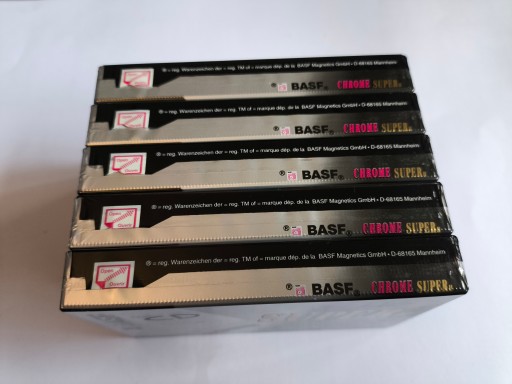 ® = reg. Warenzeichen der = reg. TM of = marque dép. de la BASF Magnetics GmbH • D-68165 Mannheim
® BASF® CHROME SUPER
® = reg. Warenzeichen der = reg. TM of = marque dép. de la BASF Magnetics GmbH • D-68165 Mannheim
® BASF® CHROME SUPER
® = reg. Warenzeichen der = reg. TM of = marque dép. de la BASF Magnetics GmbH • D-68165 Mannheim
® BASF® CHROME SUPER
Open
® = reg. Warenzeichen der = reg. TM of = marque dép. de la BASF Magnetics GmbH • D-68165 Mannheim
® BASF® CHROME SUPER
® = reg. Warenzeichen der = reg. TM of = marque dép. de la BASF Magnetics GmbH • D-68165 Mannheim
Open
® BASF® CHROME SUPER